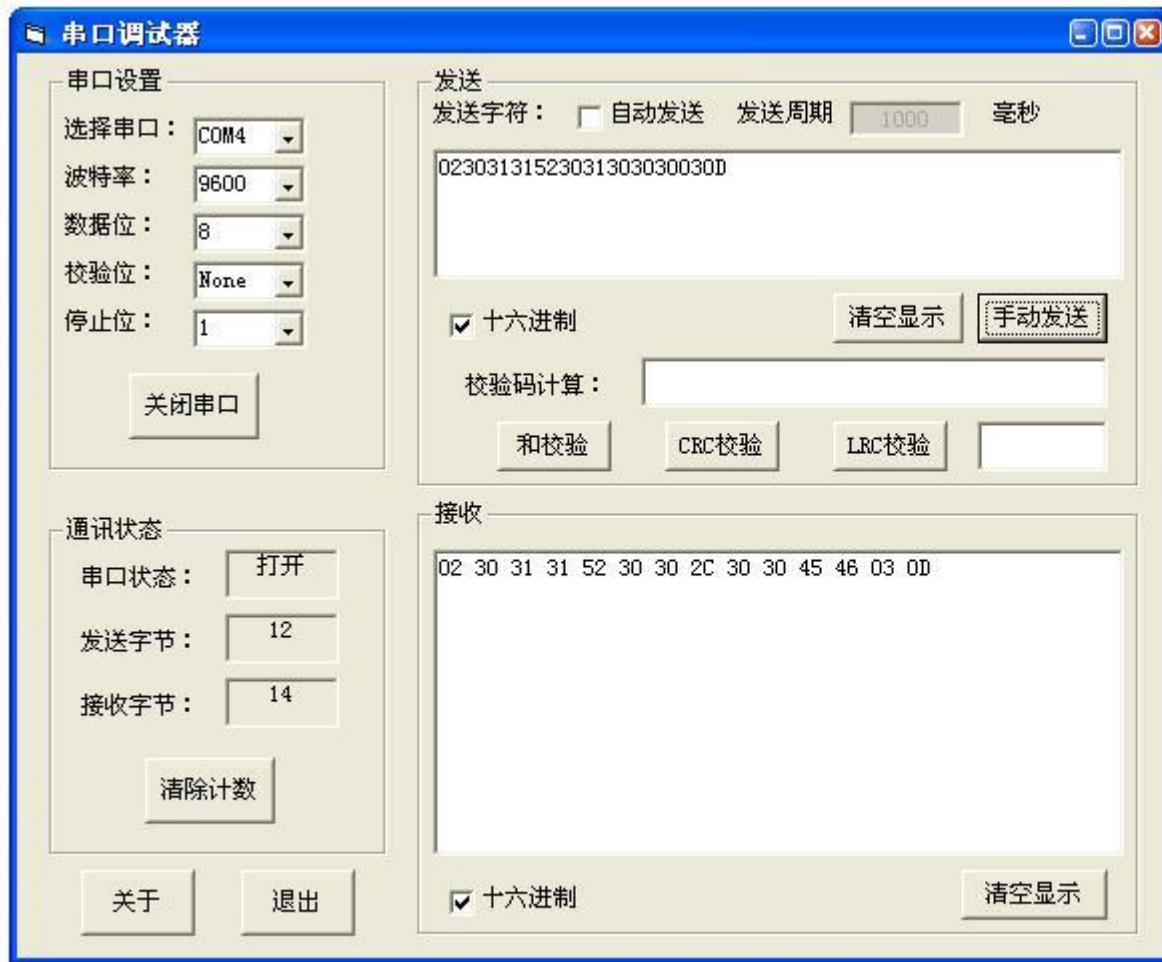 串口调试器
串口设置
选择串口： COM4
波特率： 9600
数据位： 8
校验位： None
停止位： 1
关闭串口
发送
发送字符： 自动发送 发送周期 1000 毫秒
02303131523031303030030D
十六进制 清空显示 手动发送
校验码计算：
和校验 CRC校验 LRC校验
通讯状态
串口状态： 打开
发送字节： 12
接收字节： 14
清除计数
关于 退出
接收
02 30 31 31 52 30 30 2C 30 30 45 46 03 0D
十六进制 清空显示